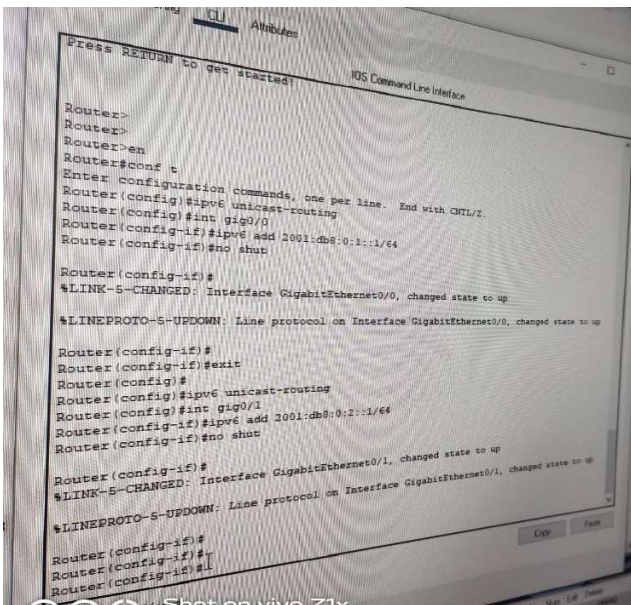 CLI
Attributes
IOS Command Line Interface
Press RETURN to get started!
Router>
Router>
Router>en
Router#conf t
Enter configuration commands, one per line.  End with CNTL/Z.
Router(config)#ipv6 unicast-routing
Router(config)#int gig0/0
Router(config-if)#ipv6 add 2001:db8:0:1::1/64
Router(config-if)#no shut
Router(config-if)#
%LINK-5-CHANGED: Interface GigabitEthernet0/0, changed state to up
%LINEPROTO-5-UPDOWN: Line protocol on Interface GigabitEthernet0/0, changed state to up
Router(config-if)#
Router(config-if)#exit
Router(config)#
Router(config)#ipv6 unicast-routing
Router(config)#int gig0/1
Router(config-if)#ipv6 add 2001:db8:0:2::1/64
Router(config-if)#no shut
Router(config-if)#
%LINK-5-CHANGED: Interface GigabitEthernet0/1, changed state to up
%LINEPROTO-5-UPDOWN: Line protocol on Interface GigabitEthernet0/1, changed state to up
Router(config-if)#
Router(config-if)#
Router(config-if)#
Copy
Paste
Edit Delete
Shot on vivo Z1x